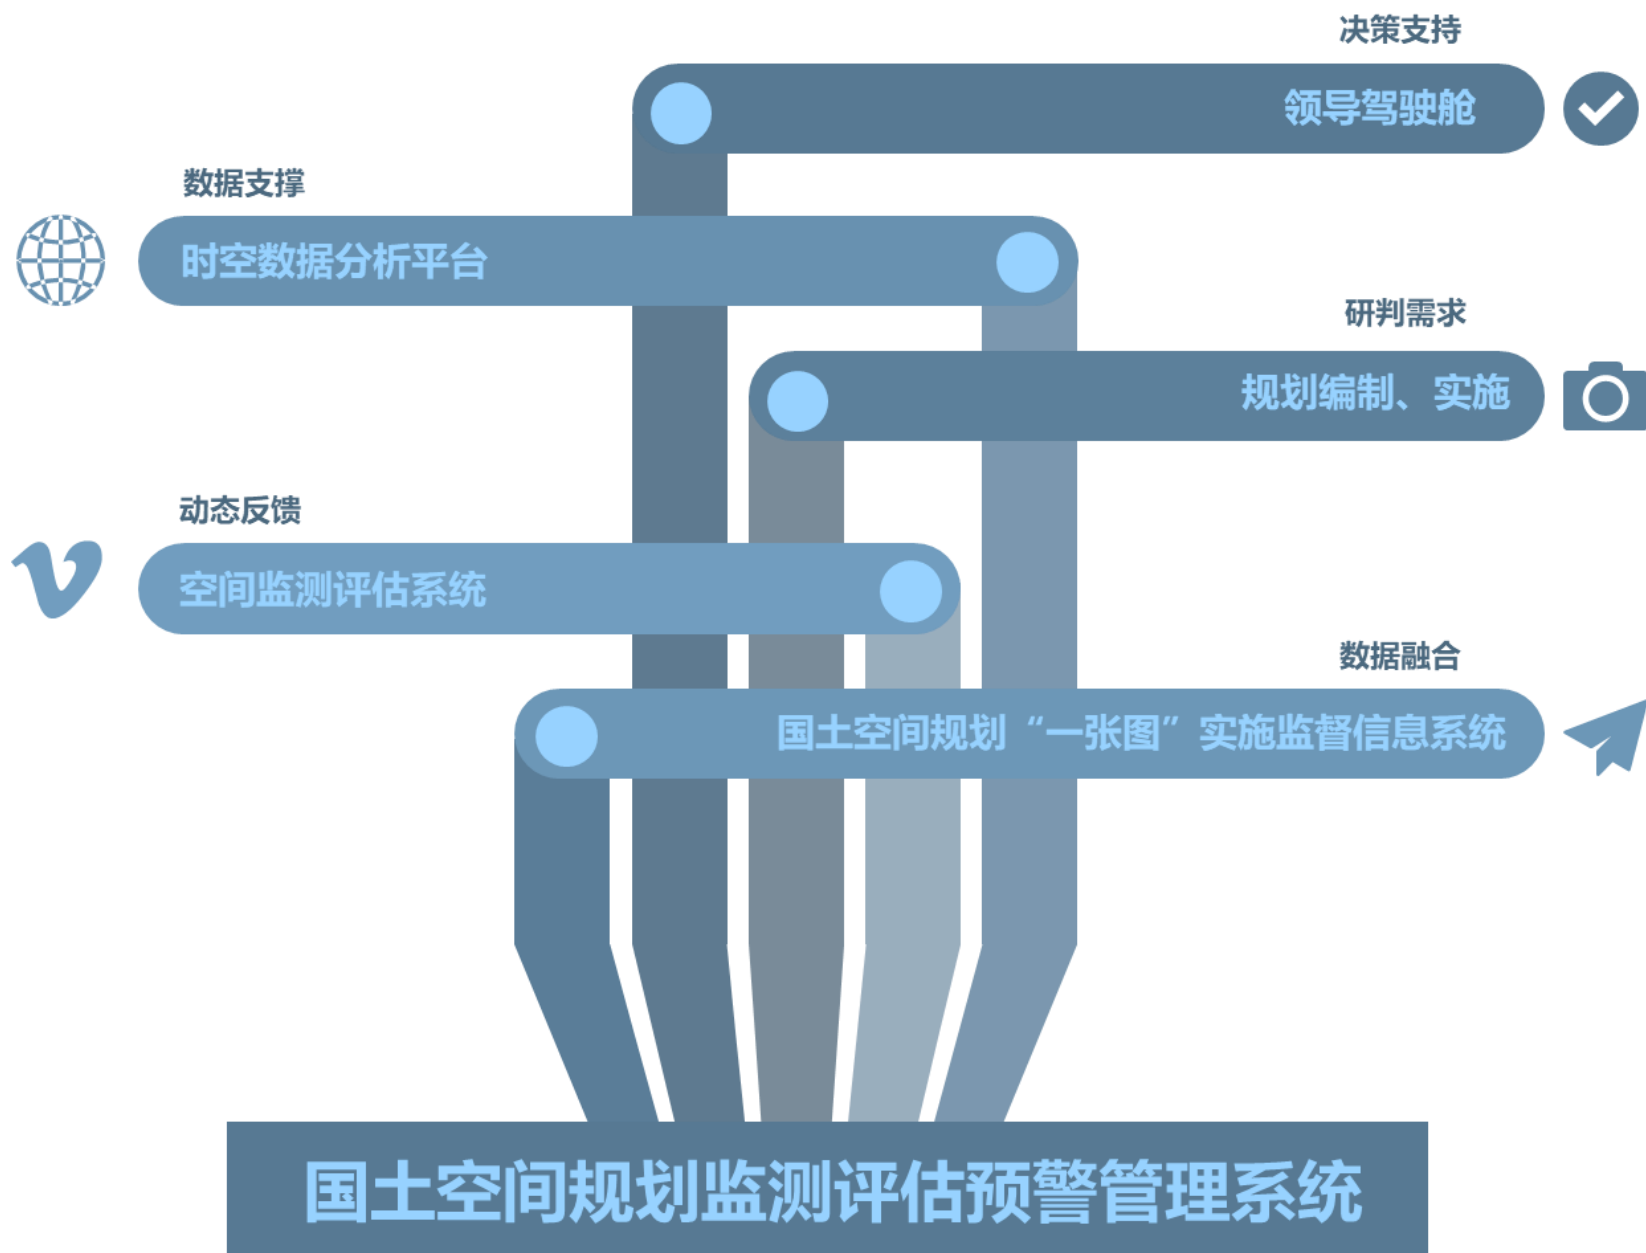 决策支持
领导驾驶舱
数据支撑
时空数据分析平台
研判需求
规划编制、实施
动态反馈
空间监测评估系统
数据融合
国土空间规划“一张图”实施监督信息系统
国土空间规划监测评估预警管理系统